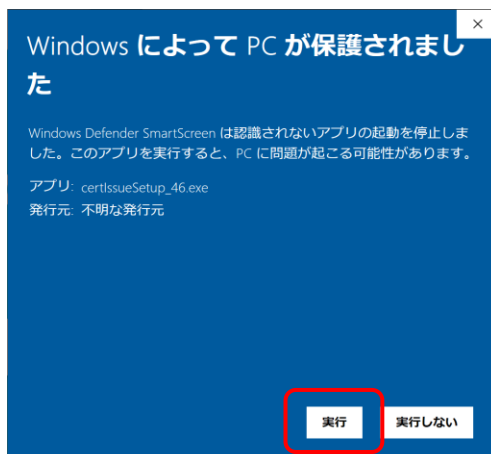 Windows によって PC が保護されまし
た
Windows Defender SmartScreen は認識されないアプリの起動を停止しま
した。このアプリを実行すると、PC に問題が起こる可能性があります。
アプリ: certIssueSetup_46.exe
発行元: 不明な発行元
実行
実行しない